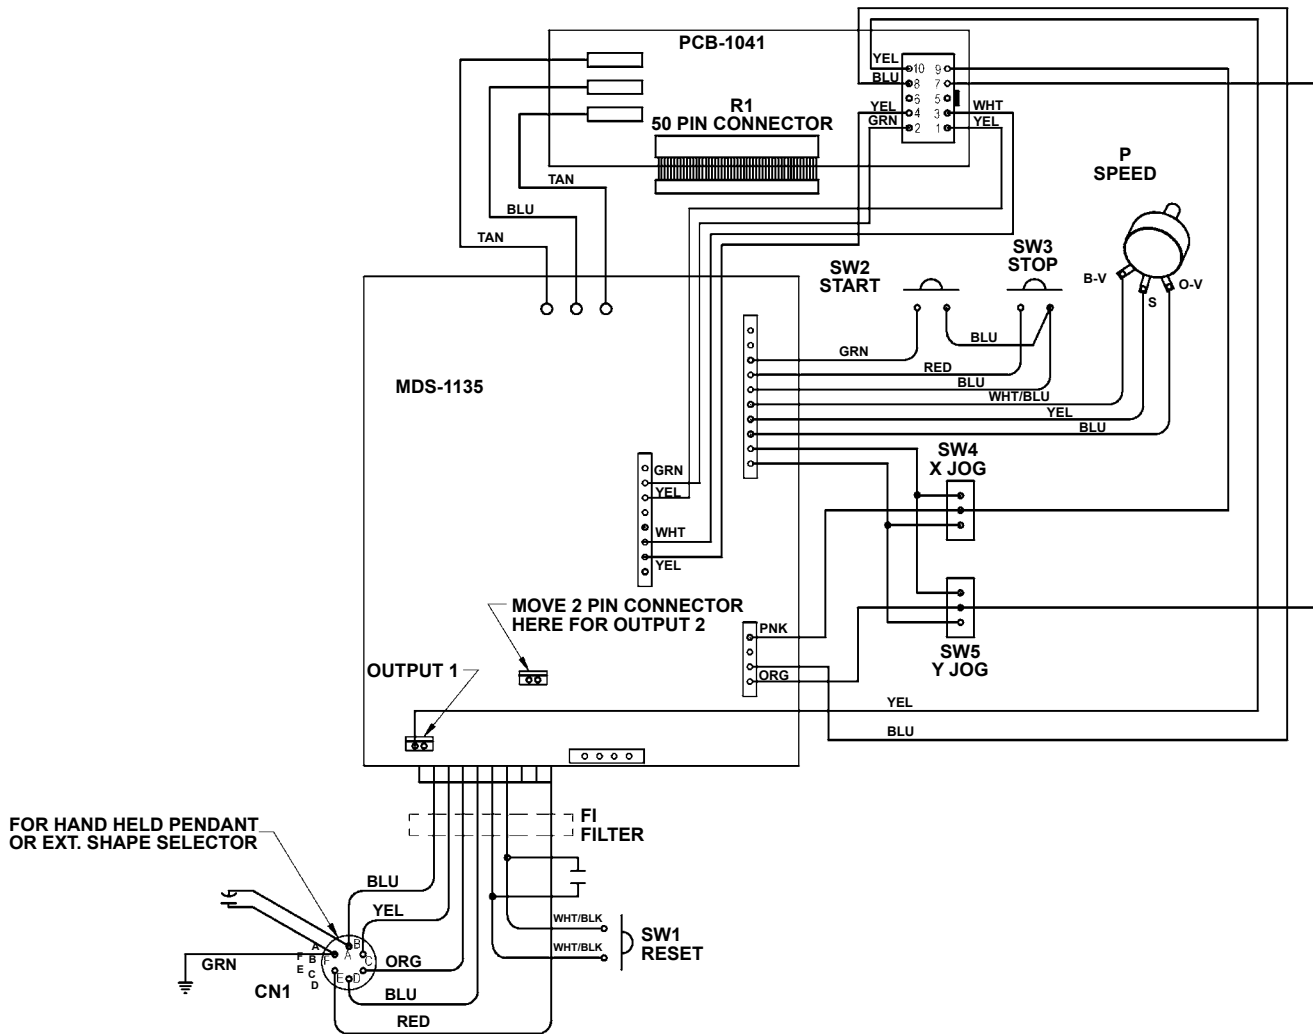 PCB-1041
YEL
10 9
BLU
8 7
6 5
R1
50 PIN CONNECTOR
YEL
4 3
WHT
GRN
2 1
YEL
P
SPEED
TAN
BLU
TAN
SW3
STOP
SW2
START
B-V
O-V
S
GRN
BLU
RED
BLU
WHT/BLU
YEL
BLU
MDS-1135
SW4
X JOG
GRN
YEL
WHT
YEL
MOVE 2 PIN CONNECTOR
HERE FOR OUTPUT 2
PNK
SW5
Y JOG
OUTPUT 1
ORG
YEL
BLU
FI
FILTER
FOR HAND HELD PENDANT
OR EXT. SHAPE SELECTOR
BLU
YEL
WHT/BLK
SW1
RESET
WHT/BLK
A
B
F
B
A
F
C
E
C
D
E
D
GRN
ORG
CN1
BLU
RED